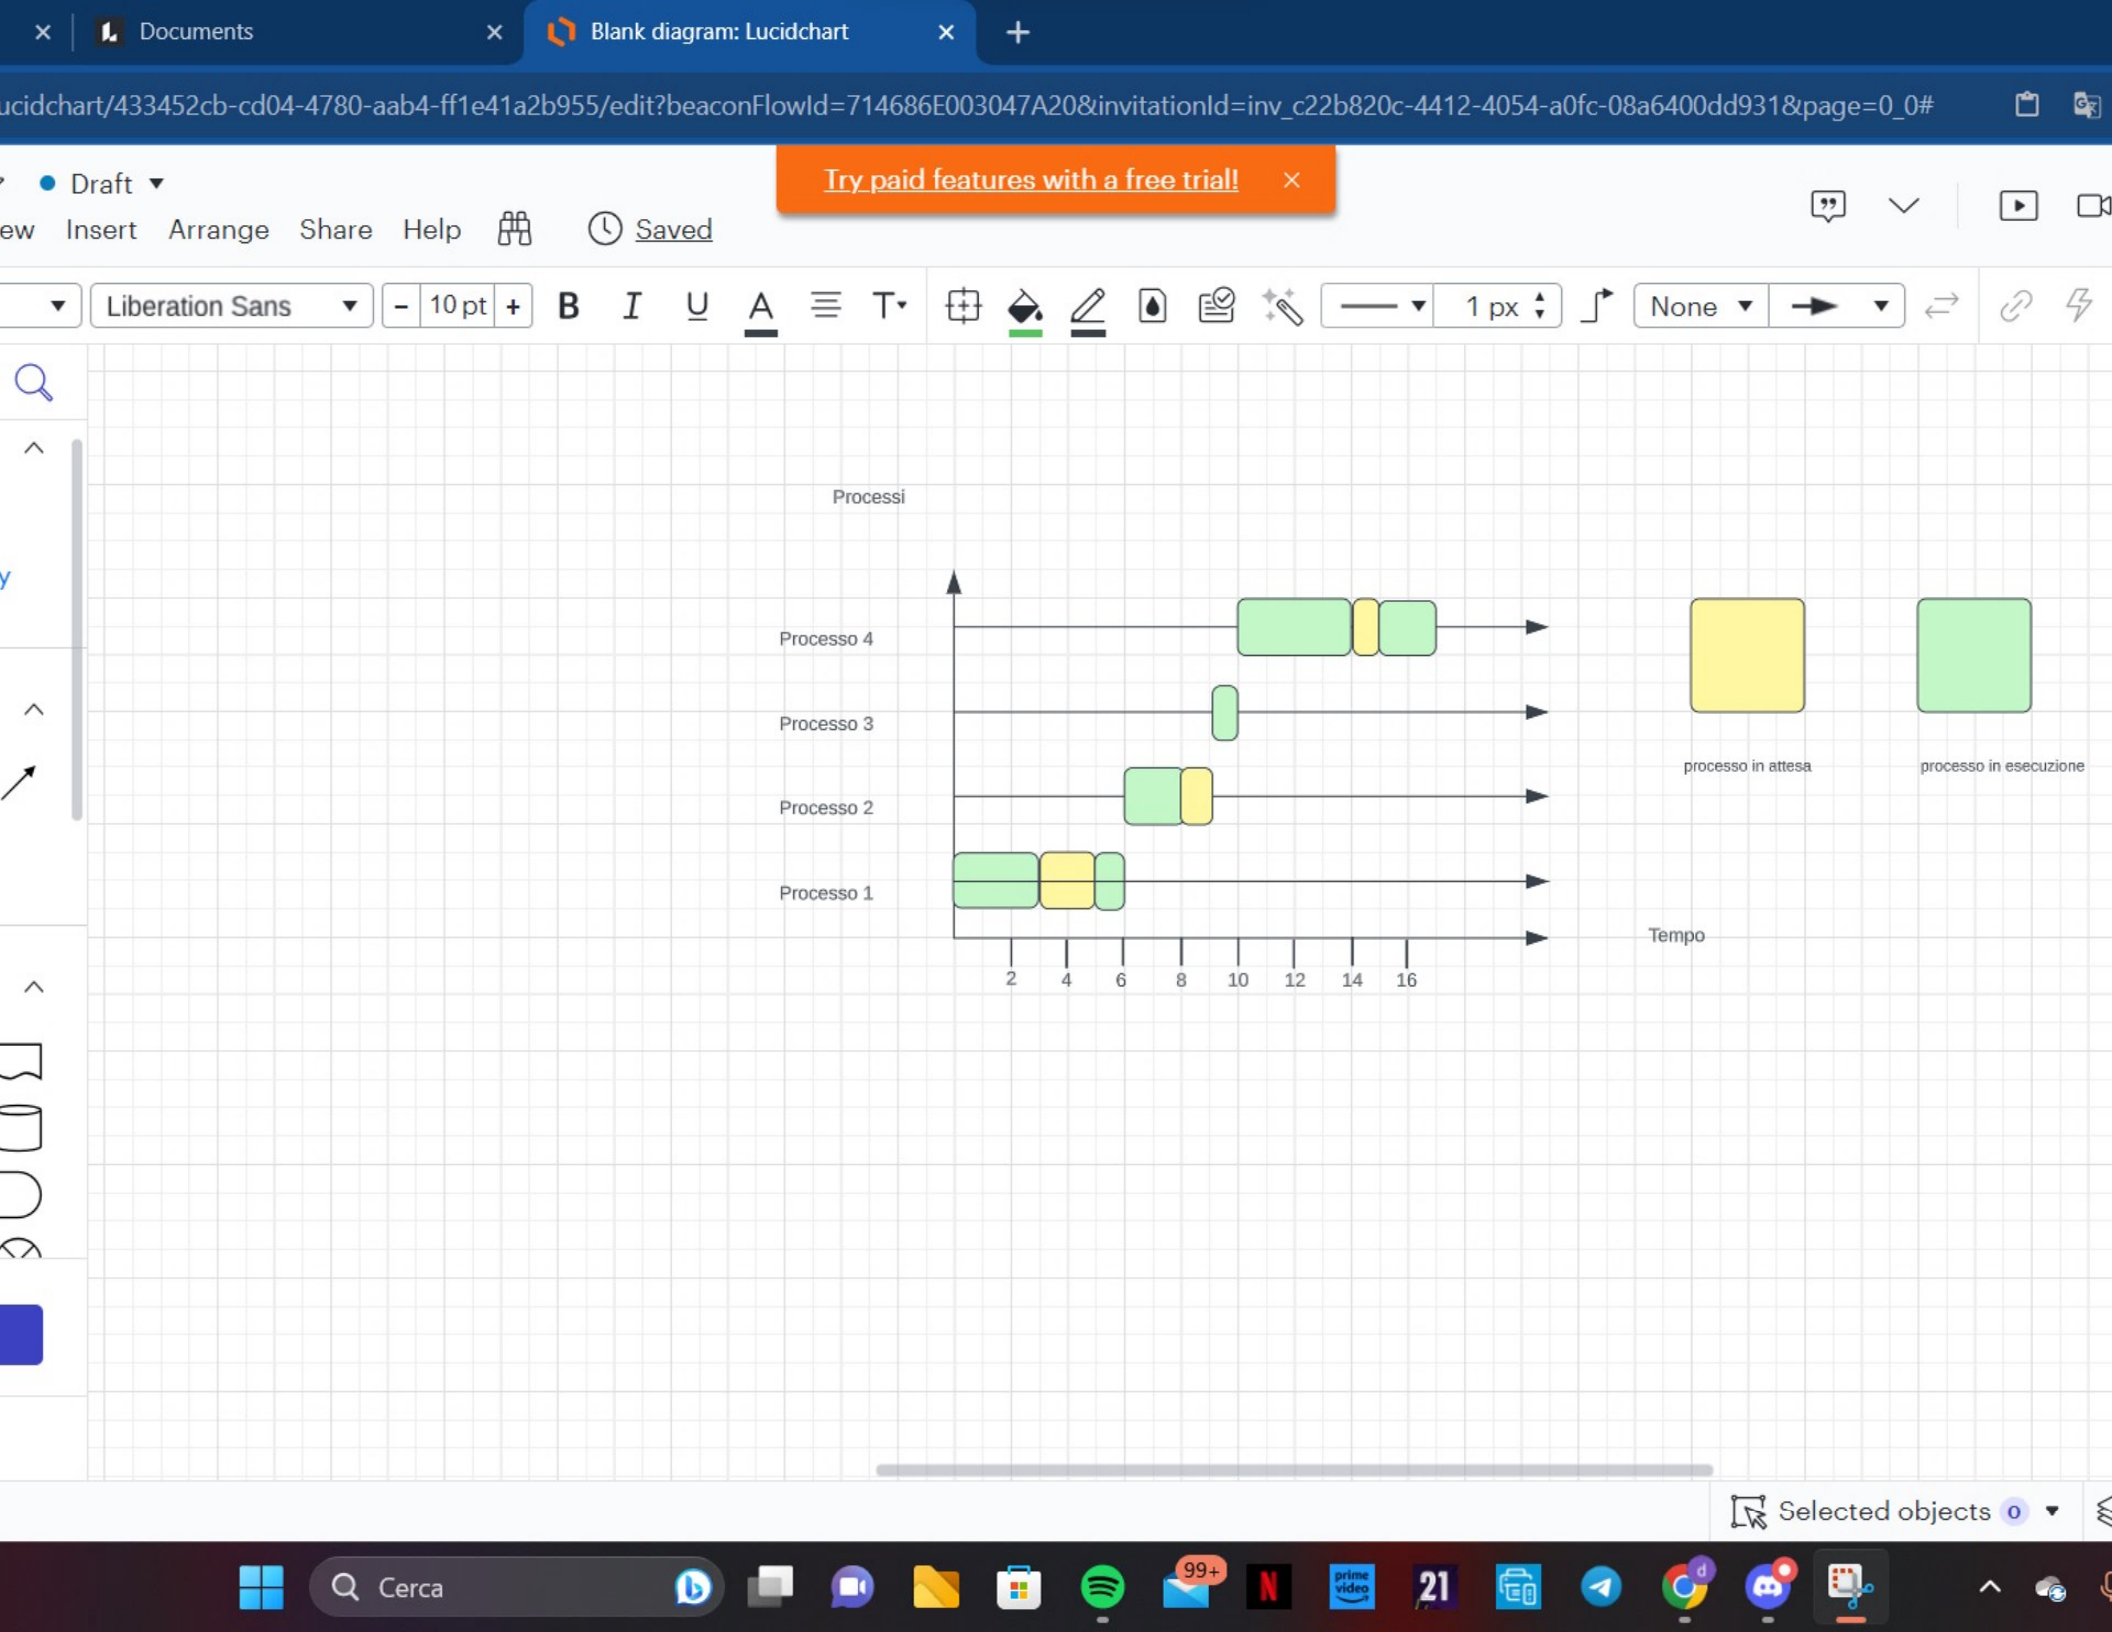 Documents
Blank diagram: Lucidchart
ucidchart/433452cb-cd04-4780-aab4-ff1e41a2b955/edit?beaconFlowId=714686E003047A20&invitationId=inv_c22b820c-4412-4054-a0fc-08a6400dd931&page=0_0#
Draft
Try paid features with a free trial!
ew Insert Arrange Share Help Saved
Liberation Sans - 10 pt + B I U A T 1 px None
y
Processi
Processo 4
Processo 3
processo in attesa
processo in esecuzione
Processo 2
Processo 1
Tempo
2 4 6 8 10 12 14 16
Selected objects 0
Cerca
99+
N
prime video
21
d